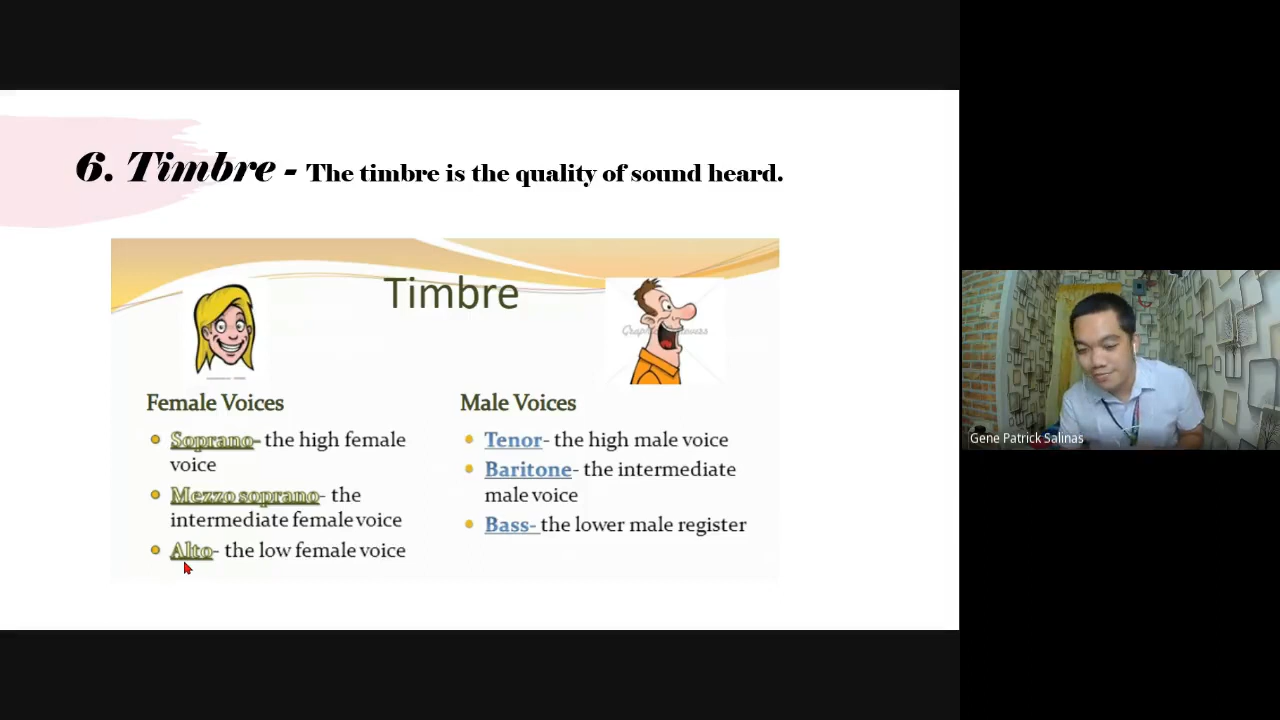 6. Timbre - The timbre is the quality of sound heard.
Timbre
Female Voices
Soprano- the high female
voice
Mezzo soprano- the
intermediate female voice
Alto- the low female voice
Male Voices
Tenor- the high male voice
Baritone- the intermediate
male voice
Bass- the lower male register
Gene Patrick Salinas